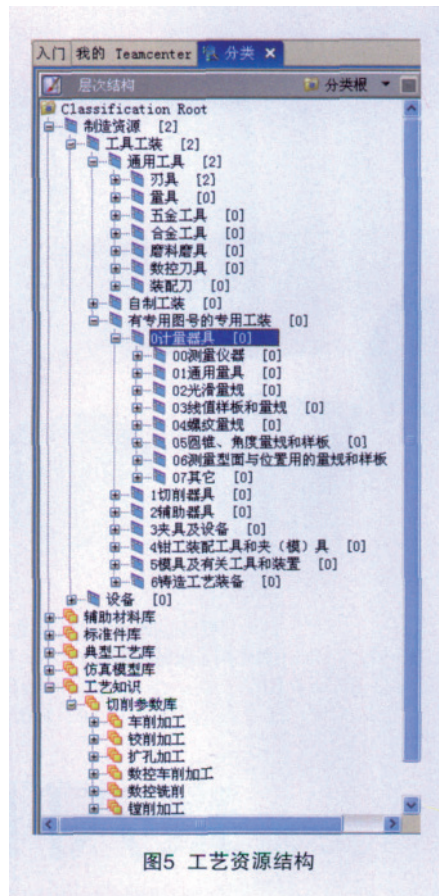 入门 我的 Teamcenter 分类 ×
层次结构 分类根
Classification Root
制造资源 [2]
工具工装 [2]
通用工具 [2]
刃具 [2]
量具 [0]
五金工具 [0]
合金工具 [0]
磨料磨具 [0]
数控刀具 [0]
装配刀 [0]
自制工装 [0]
有专用图号的专用工装 [0]
0计量器具 [0]
00测量仪器 [0]
01通用量具 [0]
02光滑量规 [0]
03线值样板和量规 [0]
04螺纹量规 [0]
05圆锥、角度量规和样板 [0]
06测量型面与位置用的量规和样板
07其它 [0]
1切削器具 [0]
2辅助器具 [0]
3夹具及设备 [0]
4钳工装配工具和夹（模）具 [0]
5模具及有关工具和装置 [0]
6铸造工艺装备 [0]
设备 [0]
辅助材料库
标准件库
典型工艺库
仿真模型库
工艺知识
切削参数库
车削加工
铰削加工
扩孔加工
数控车削加工
数控铣削
镗削加工
图5 工艺资源结构